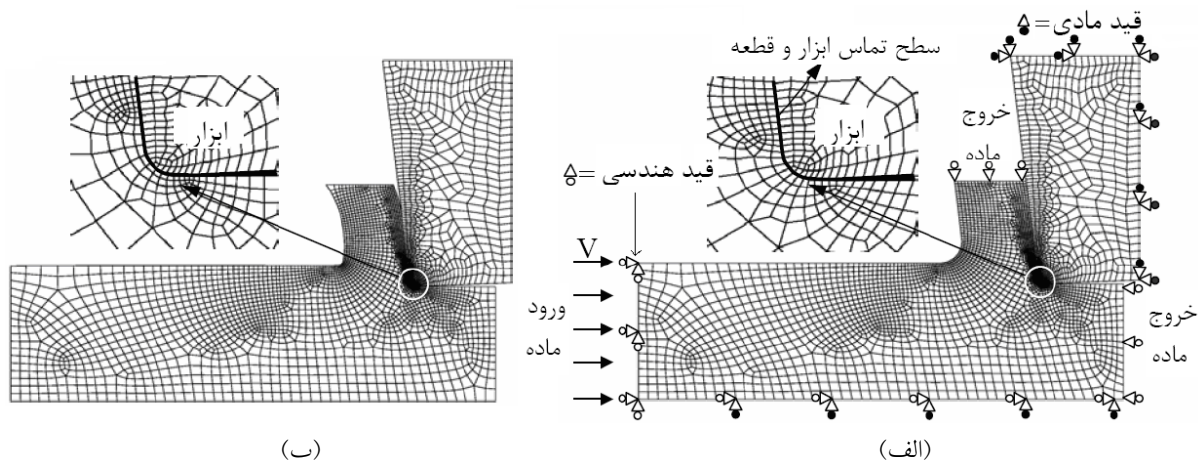 قید مادی =
سطح تماس ابزار و قطعه
ابزار
خروج
ماده
قید هندسی =
V
ورود
ماده
خروج
ماده
(الف)
ابزار
(ب)